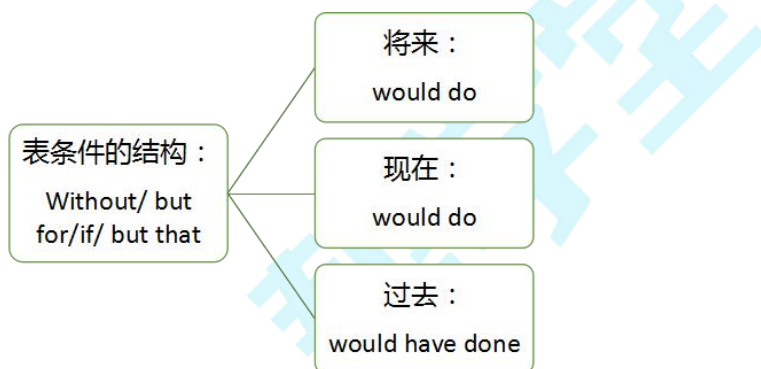 将来：
would do
表条件的结构：
Without/ but
for/if/ but that
现在：
would do
过去：
would have done